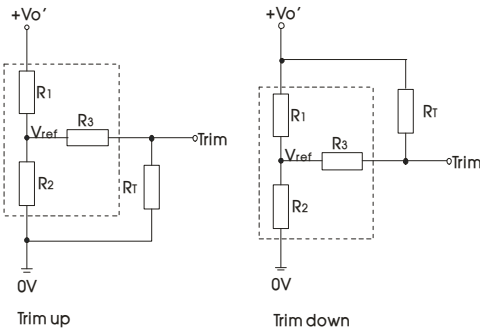 +Vo'
R1
R3
Vref
Trim
R2
RT
0V
Trim up
+Vo'
R1
RT
R3
Vref
Trim
R2
0V
Trim down